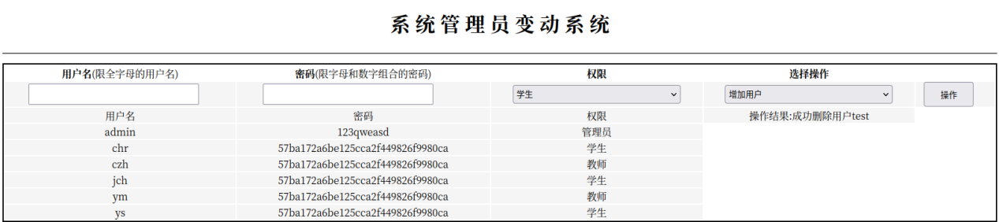 系统管理员变动系统
用户名(限全字母的用户名) 密码(限字母和数字组合的密码) 权限 选择操作
学生 增加用户 操作
用户名 密码 权限 操作结果:成功删除用户test
admin 123qweasd 管理员
chr 57ba172a6be125cca2f449826f9980ca 学生
czh 57ba172a6be125cca2f449826f9980ca 教师
jch 57ba172a6be125cca2f449826f9980ca 学生
ym 57ba172a6be125cca2f449826f9980ca 教师
ys 57ba172a6be125cca2f449826f9980ca 学生